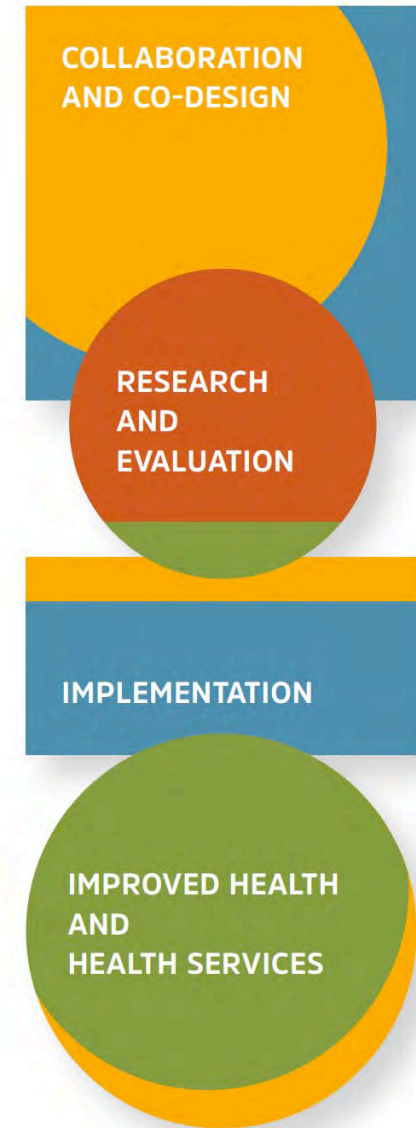 COLLABORATION
AND CO-DESIGN
RESEARCH
AND
EVALUATION
IMPLEMENTATION
IMPROVED HEALTH
AND
HEALTH SERVICES